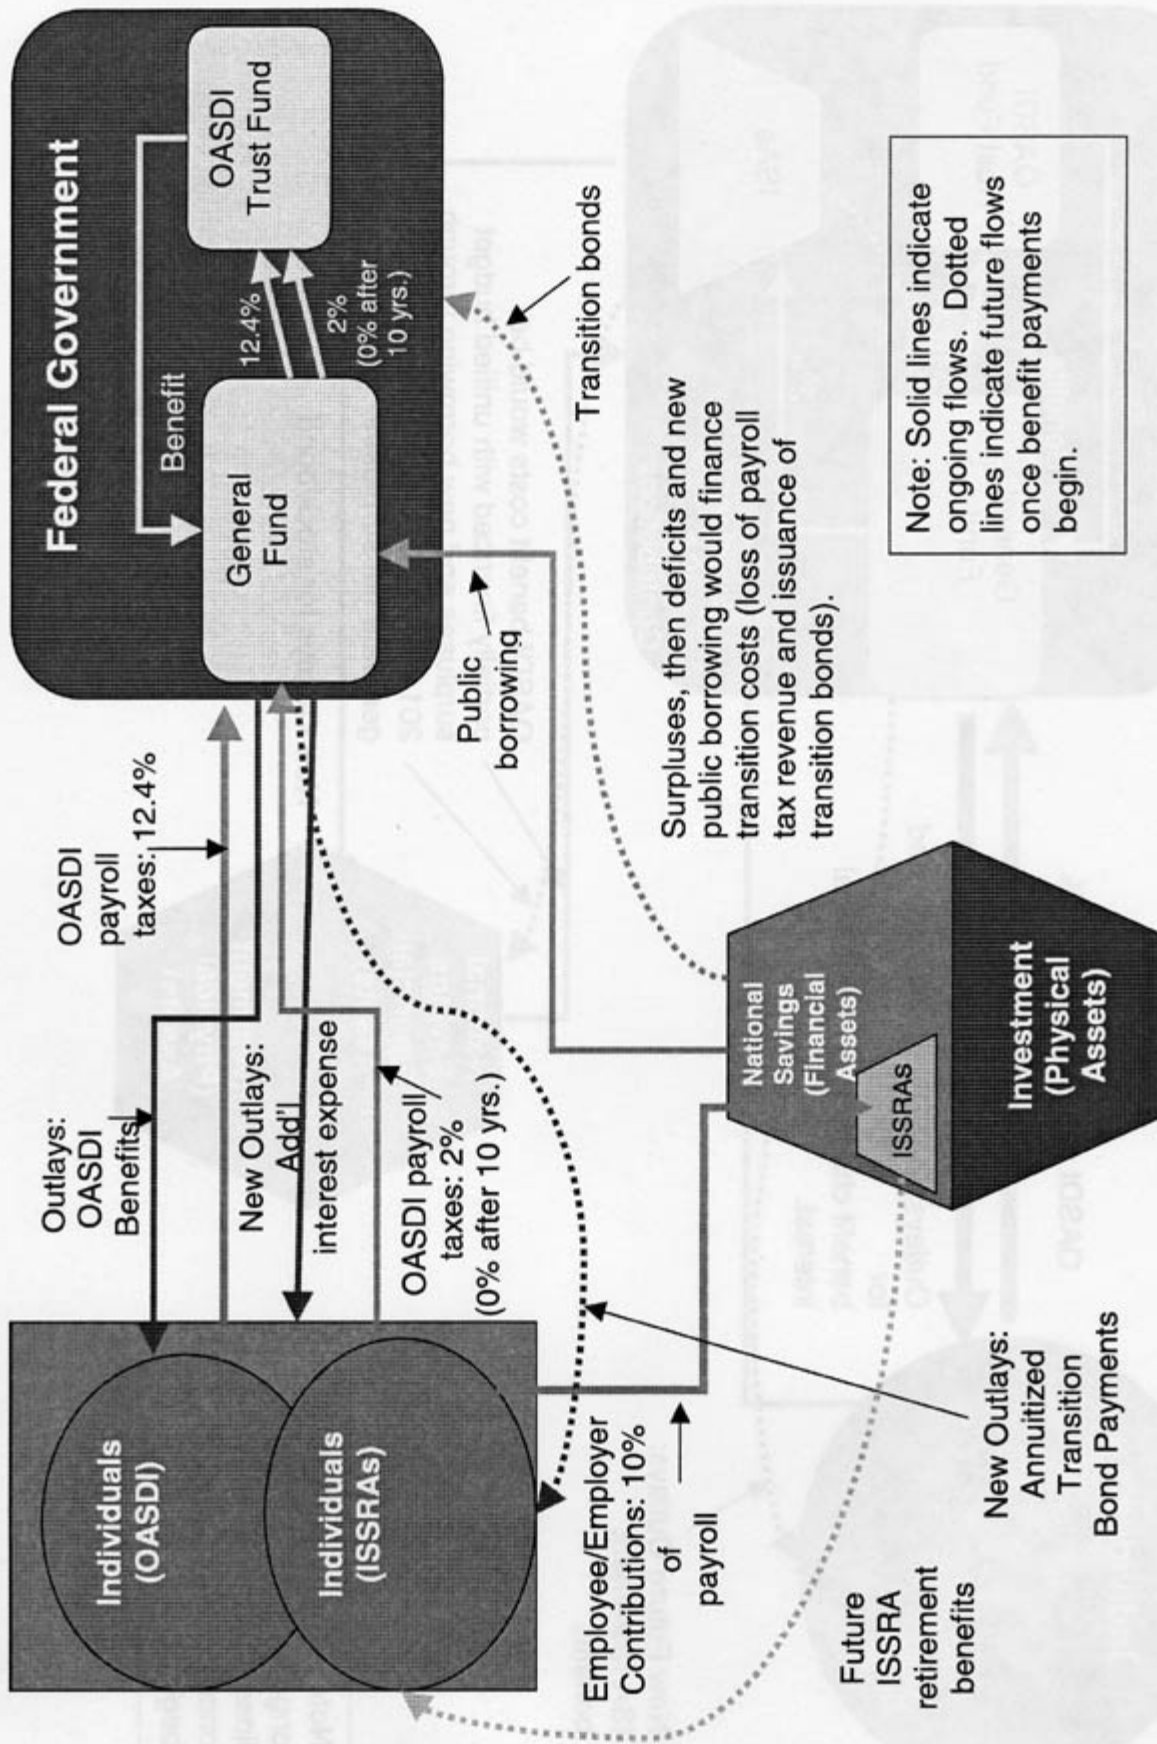 Individuals
(OASDI)
Individuals
(ISSRAs)
Outlays:
OASDI
Benefits
OASDI
payroll
taxes: 12.4%
New Outlays:
Add'l
interest expense
OASDI payroll
taxes: 2%
(0% after 10 yrs.)
Federal Government
Benefit
General
Fund
12.4%
2%
(0% after
10 yrs.)
OASDI
Trust Fund
Public
borrowing
Transition bonds
Employee/Employer
Contributions: 10%
of
payroll
Surpluses, then deficits and new
public borrowing would finance
transition costs (loss of payroll
tax revenue and issuance of
transition bonds).
National
Savings
(Financial
Assets)
ISSRAs
Investment
(Physical
Assets)
Future
ISSRA
retirement
benefits
New Outlays:
Annuitized
Transition
Bond Payments
Note: Solid lines indicate
ongoing flows. Dotted
lines indicate future flows
once benefit payments
begin.